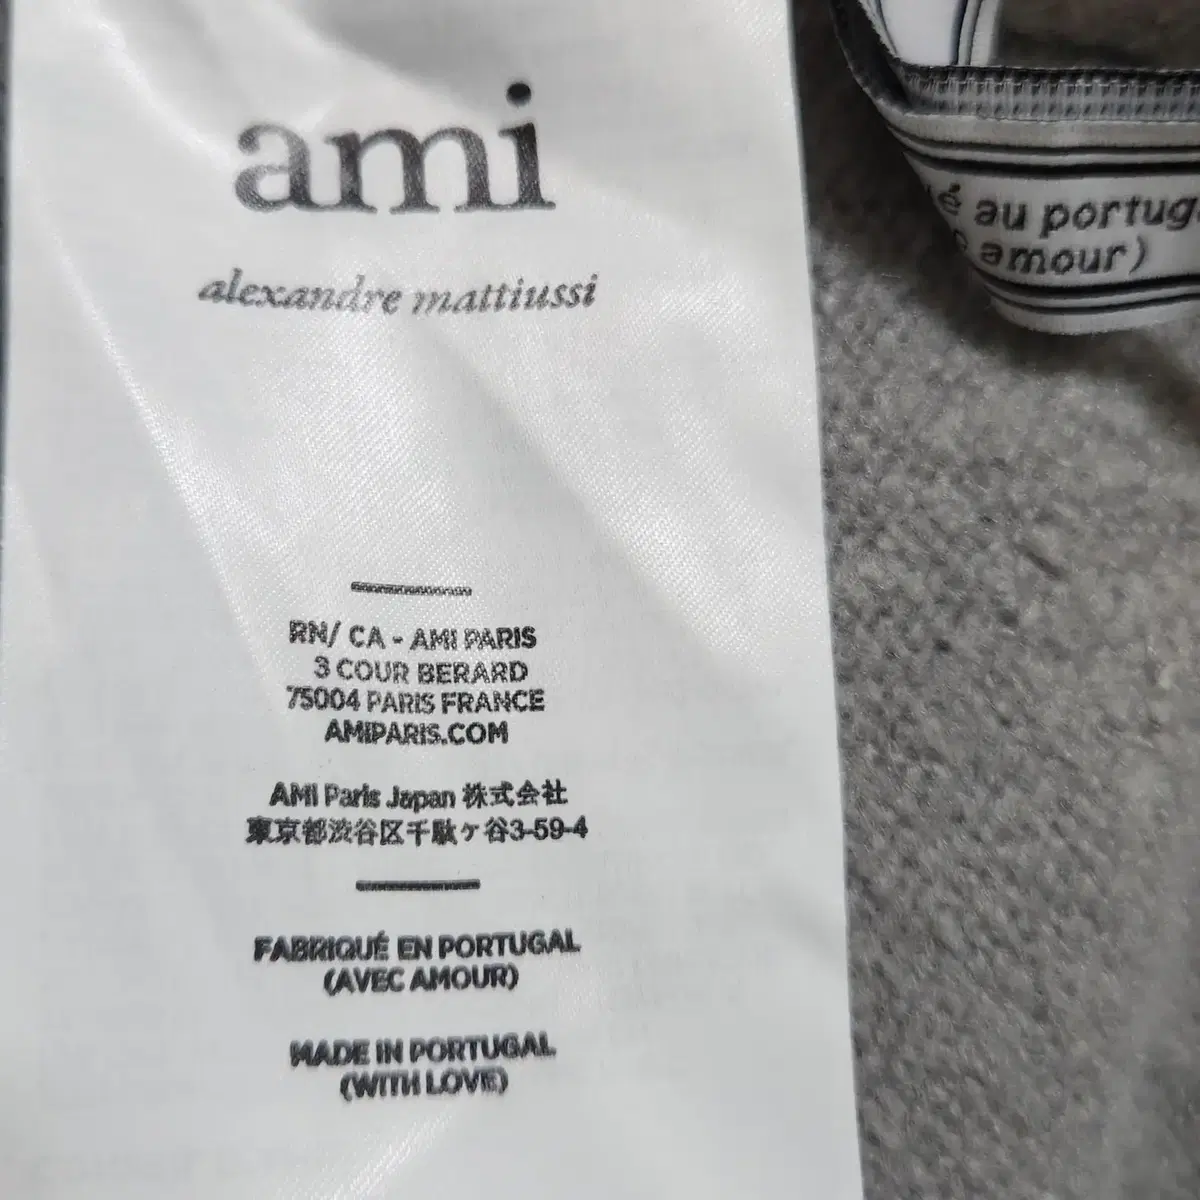 ami
alexandre mattiussi
RN/ CA - AMI PARIS
3 COUR BERARD
75004 PARIS FRANCE
AMIPARIS.COM
AMI Paris Japan 株式会社
東京都渋谷区千駄ヶ谷3-59-4
FABRIQUÉ EN PORTUGAL
(AVEC AMOUR)
MADE IN PORTUGAL
(WITH LOVE)
é au portug
amour)